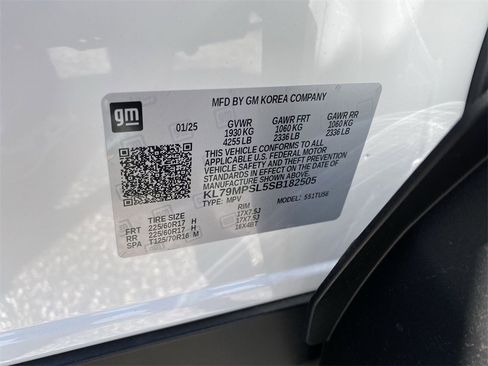 gm
MFD BY GM KOREA COMPANY
01/25 GVWR GAWR FRT GAWR RR
1930 KG 1060 KG 1060 KG
4255 LB 2336 LB 2336 LB
THIS VEHICLE CONFORMS TO ALL
APPLICABLE U.S. FEDERAL MOTOR
VEHICLE SAFETY AND THEFT PREVENTION
STANDARDS IN EFFECT ON THE DATE OF
MANUFACTURE SHOWN ABOVE.
KL79MPSL5SB182505
TYPE: MPV MODEL: 5S1TU56
TIRE SIZE RIM
FRT 225/60R17 H 17X7.5J
RR 225/60R17 H 17X7.5J
SPA T125/70R16 M 16X4BT